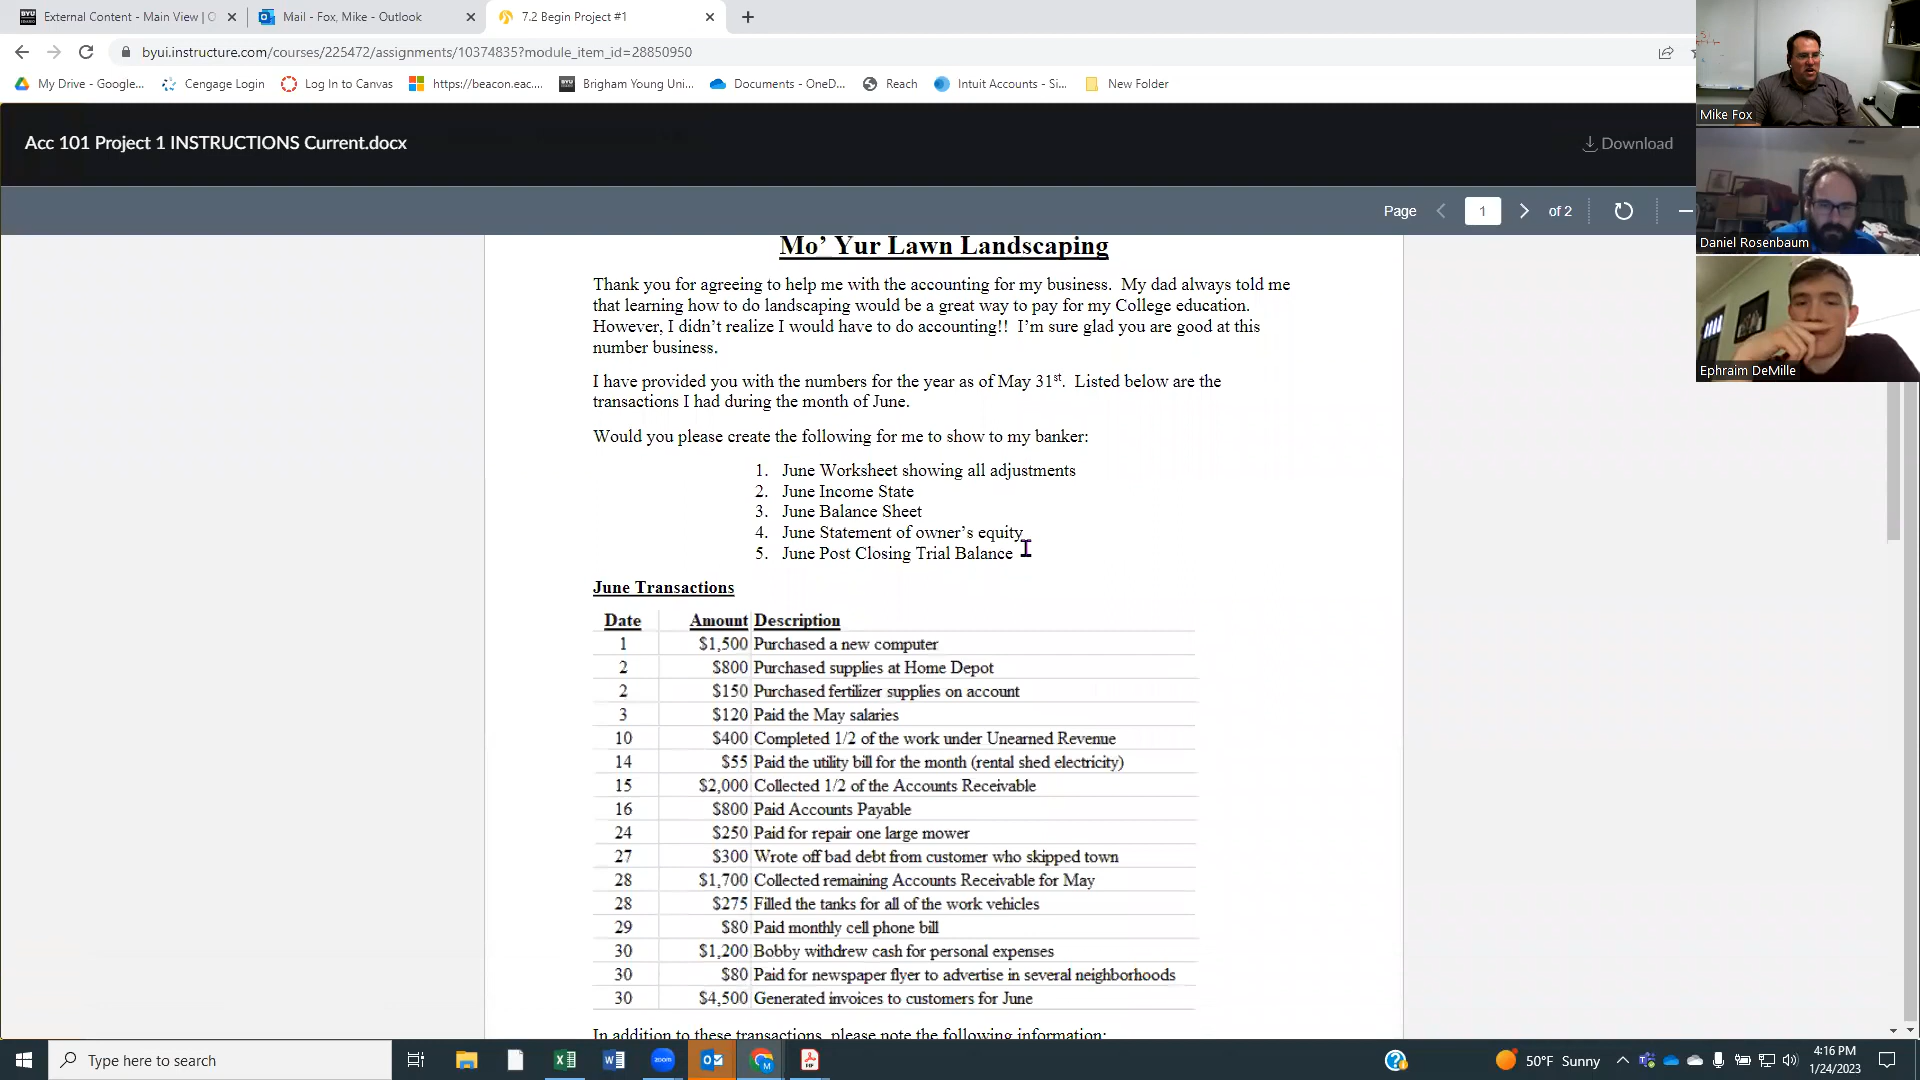 External Content - Main View | O
Mail - Fox, Mike - Outlook
7.2 Begin Project #1
byui.instructure.com/courses/225472/assignments/10374835?module_item_id=28850950
My Drive - Google...
Cengage Login
Log In to Canvas
https://beacon.eac....
BYU
Brigham Young Uni...
Documents - OneD...
Reach
Intuit Accounts - Si...
New Folder
Acc 101 Project 1 INSTRUCTIONS Current.docx
Download
Page 1 of 2
Mo' Yur Lawn Landscaping
Thank you for agreeing to help me with the accounting for my business. My dad always told me
that learning how to do landscaping would be a great way to pay for my College education.
However, I didn't realize I would have to do accounting!! I'm sure glad you are good at this
number business.
I have provided you with the numbers for the year as of May 31st. Listed below are the
transactions I had during the month of June.
Would you please create the following for me to show to my banker:
1. June Worksheet showing all adjustments
2. June Income State
3. June Balance Sheet
4. June Statement of owner's equity
5. June Post Closing Trial Balance
June Transactions
Date Amount Description
1 $1,500 Purchased a new computer
2 $800 Purchased supplies at Home Depot
2 $150 Purchased fertilizer supplies on account
3 $120 Paid the May salaries
10 $400 Completed 1/2 of the work under Unearned Revenue
14 $55 Paid the utility bill for the month (rental shed electricity)
15 $2,000 Collected 1/2 of the Accounts Receivable
16 $800 Paid Accounts Payable
24 $250 Paid for repair one large mower
27 $300 Wrote off bad debt from customer who skipped town
28 $1,700 Collected remaining Accounts Receivable for May
28 $275 Filled the tanks for all of the work vehicles
29 $80 Paid monthly cell phone bill
30 $1,200 Bobby withdrew cash for personal expenses
30 $80 Paid for newspaper flyer to advertise in several neighborhoods
30 $4,500 Generated invoices to customers for June
In addition to these transactions, please note the following information:
Mike Fox
Daniel Rosenbaum
Ephraim DeMille
Type here to search
zoom
50°F Sunny
4:16 PM
1/24/2023